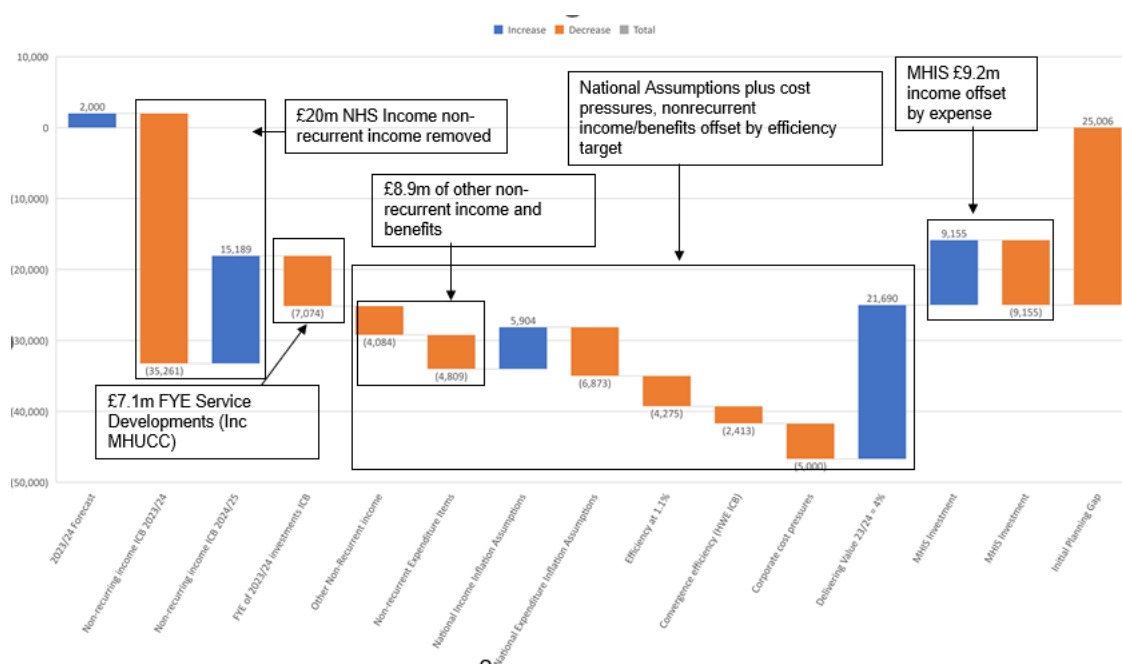 Increase Decrease Total
10,000
0
(10,000)
(20,000)
(30,000)
(40,000)
(50,000)
2,000
(35,261)
15,189
(7,074)
(4,084)
(4,809)
5,904
(6,873)
(4,275)
(2,413)
(5,000)
21,690
9,155
(9,155)
25,006
£20m NHS Income non-
recurrent income removed
£8.9m of other non-
recurrent income and
benefits
National Assumptions plus cost
pressures, nonrecurrent
income/benefits offset by efficiency
target
MHIS £9.2m
income offset
by expense
£7.1m FYE Service
Developments (Inc
MHUCC)
2023/24 Forecast
Non-recurring income ICB 2023/24
Non-recurring income ICB 2024/25
FYE of 2023/24 investments ICB
Other Non-Recurrent income
Non-recurrent Expenditure Items
National Income Inflation Assumptions
National Expenditure Inflation Assumptions
Efficiency at 1.1%
Convergence efficiency (HWE ICB)
Corporate cost pressures
Delivering Value 23/24 = 4%
MHIS Investment
MHIS Investment
Initial Planning Gap